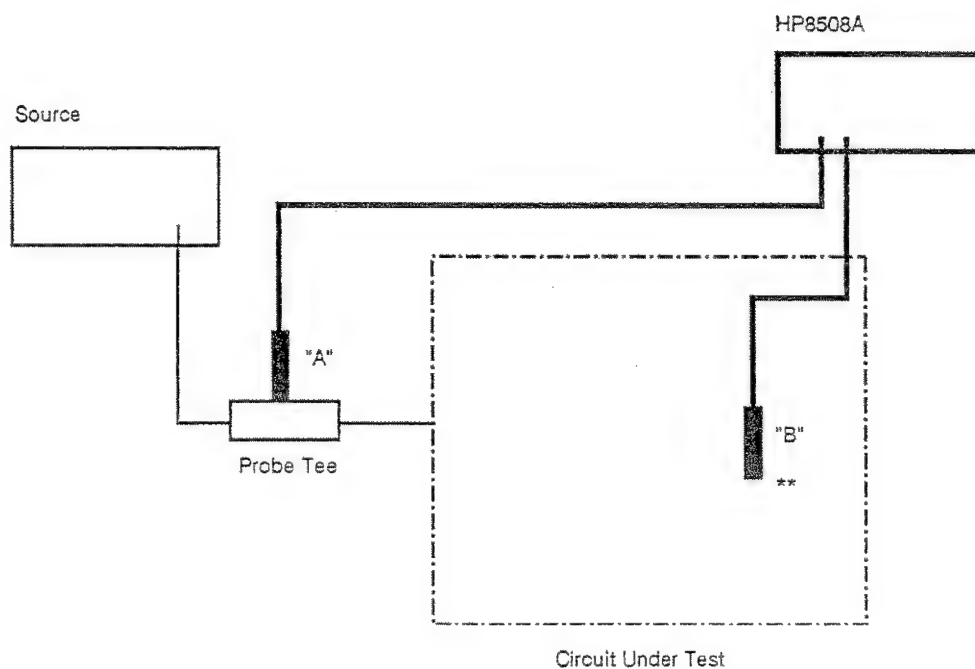 HP8508A
Source
"A"
Probe Tee
"B"
**
Circuit Under Test